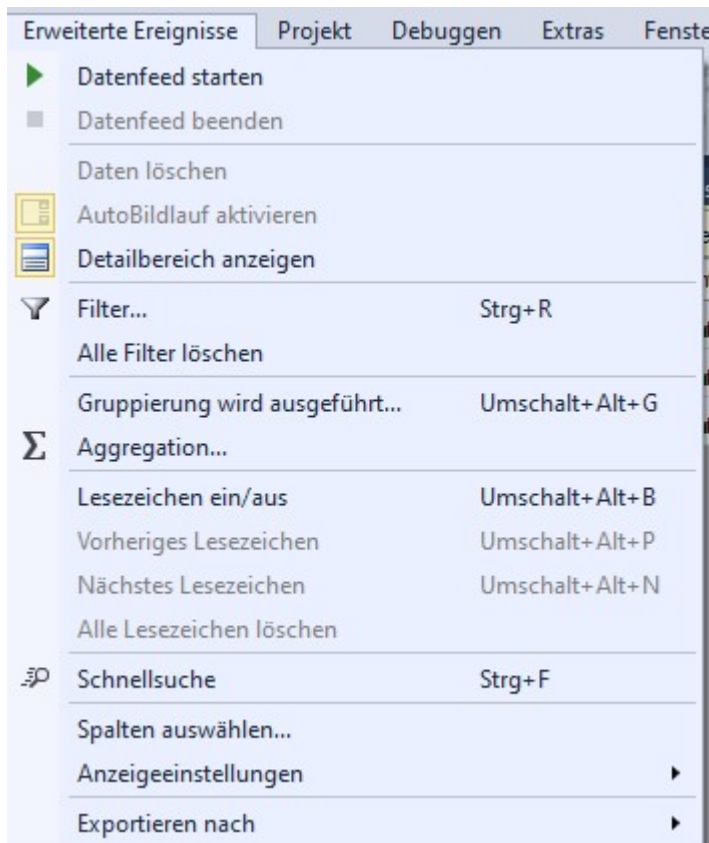 Erweiterte Ereignisse Projekt Debuggen Extras
Datenfeed starten
Datenfeed beenden
Daten löschen
AutoBildlauf aktivieren
Detailbereich anzeigen
Filter... Strg+R
Alle Filter löschen
Gruppierung wird ausgeführt... Umschalt+Alt+G
Aggregation...
Lesezeichen ein/aus Umschalt+Alt+B
Vorheriges Lesezeichen Umschalt+Alt+P
Nächstes Lesezeichen Umschalt+Alt+N
Alle Lesezeichen löschen
Schnellsuche Strg+F
Spalten auswählen...
Anzeigeeinstellungen
Exportieren nach